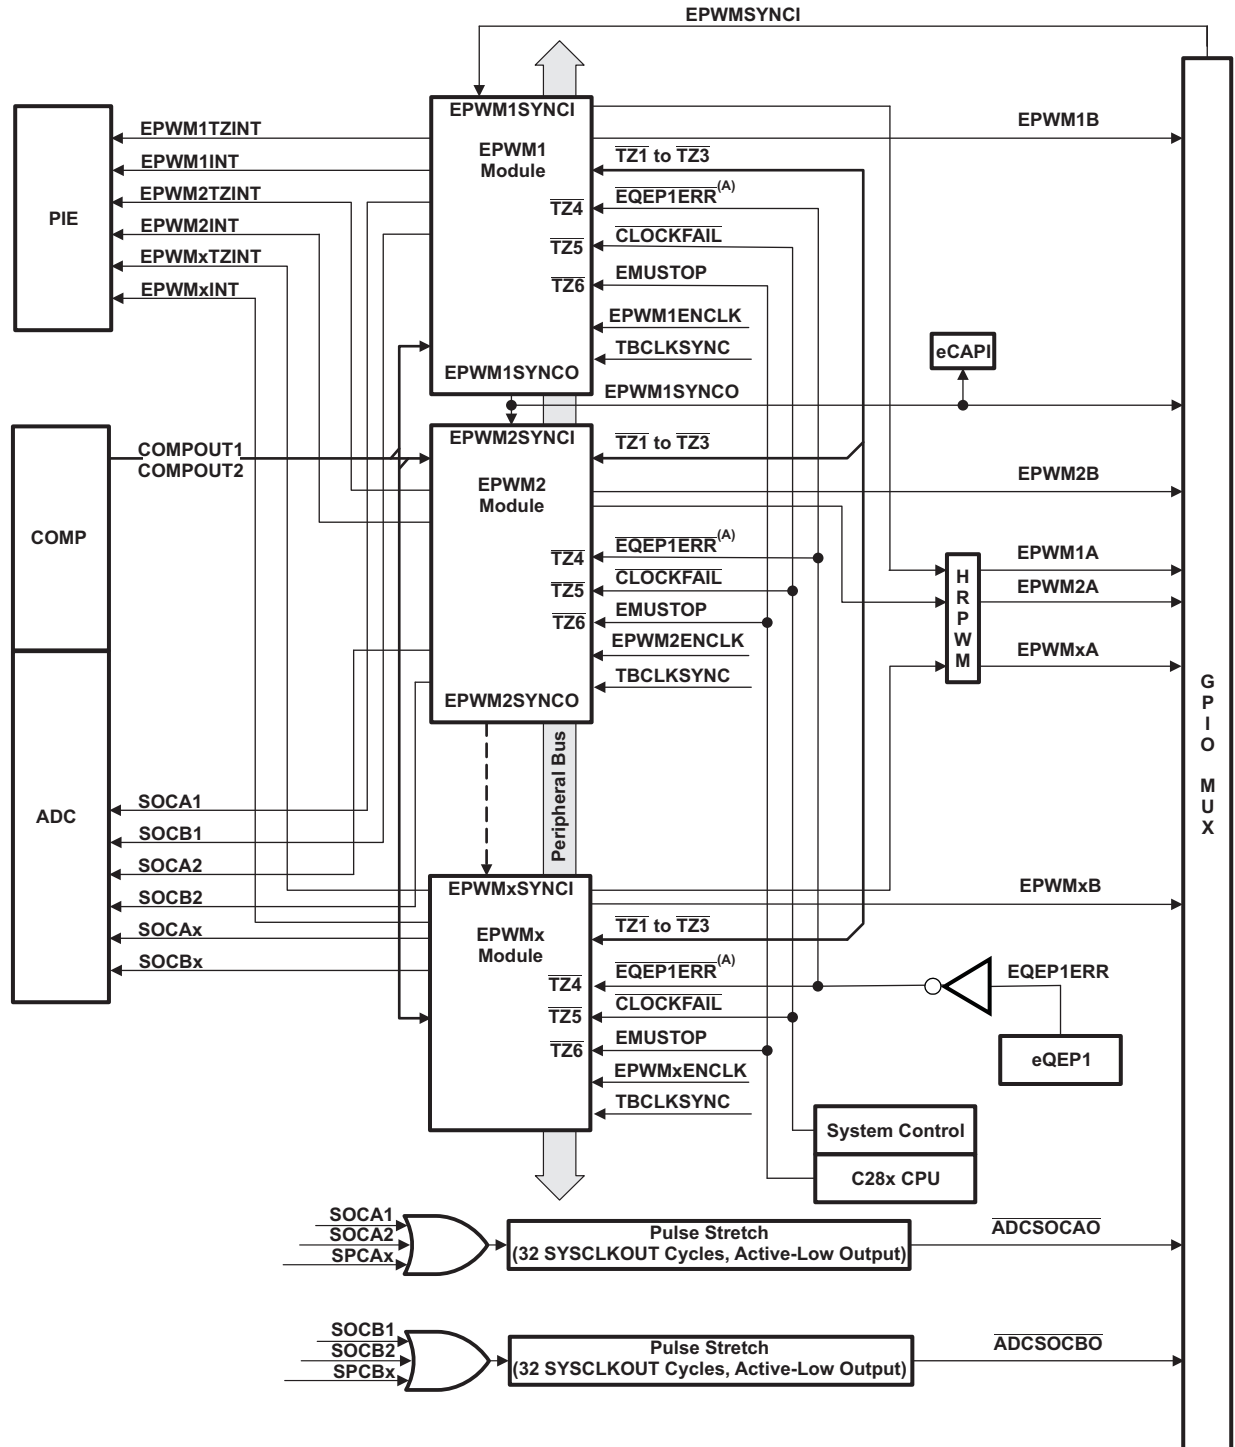 EPWMSYNCI
EPWM1SYNCI
EPWM1
Module
TZ4
TZ5
TZ6
EPWM1SYNCO
EPWM1TZINT
EPWM1INT
EPWM2TZINT
EPWM2INT
EPWMxTZINT
EPWMxINT
PIE
EPWM1B
TZ1 to TZ3
EQEP1ERR(A)
CLOCKFAIL
EMUSTOP
EPWM1ENCLK
TBCLKSYNC
eCAPI
EPWM1SYNCO
COMPOUT1
COMPOUT2
COMP
EPWM2SYNCI
EPWM2
Module
TZ4
TZ5
TZ6
EPWM2SYNCO
TZ1 to TZ3
EPWM2B
EQEP1ERR(A)
CLOCKFAIL
EMUSTOP
EPWM2ENCLK
TBCLKSYNC
HRPWM
EPWM1A
EPWM2A
EPWMxA
GPIO MUX
Peripheral Bus
ADC
SOCA1
SOCB1
SOCA2
SOCB2
SOCAx
SOCBx
EPWMxSYNCI
EPWMx
Module
TZ4
TZ5
TZ6
EPWMxB
TZ1 to TZ3
EQEP1ERR(A)
CLOCKFAIL
EMUSTOP
EPWMxENCLK
TBCLKSYNC
EQEP1ERR
eQEP1
System Control
C28x CPU
SOCA1
SOCA2
SPCAx
Pulse Stretch
(32 SYSCLKOUT Cycles, Active-Low Output)
ADCSOCAO
SOCB1
SOCB2
SPCBx
Pulse Stretch
(32 SYSCLKOUT Cycles, Active-Low Output)
ADCSOCBO